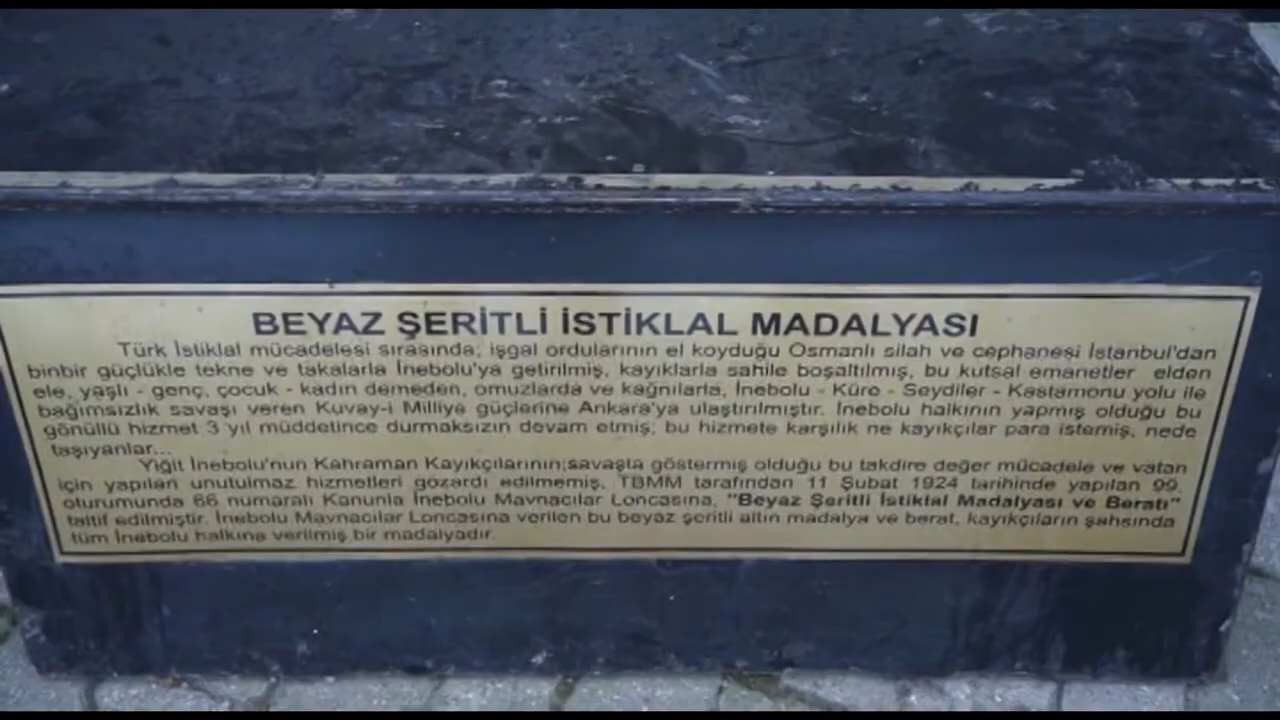 BEYAZ ŞERİTLİ İSTİKLAL MADALYASI
Türk İstiklal mücadelesi sırasında; işgal ordularının el koyduğu Osmanlı silah ve cephanesi İstanbul'dan
binbir güçlükle tekne ve takalarla İnebolu'ya getirilmiş, kayıklarla sahile boşaltılmış, bu kutsal emanetler elden
ele, yaşlı - genç, çocuk - kadın demeden, omuzlarda ve kağnılarla, İnebolu - Küre - Seydiler - Kastamonu yolu ile
bağımsızlık savaşı veren Kuvay-i Milliye güçlerine Ankara'ya ulaştırılmıştır. İnebolu halkının yapmış olduğu bu
gönüllü hizmet 3 yıl müddetince durmaksızın devam etmiş, bu hizmete karşılık ne kayıkçılar para istemiş, nede
taşıyanlar...
Yiğit İnebolu'nun Kahraman Kayıkçılarının;savaşta göstermiş olduğu bu takdire değer mücadele ve vatan
için yapılan unutulmaz hizmetleri gözardı edilmemiş, TBMM tarafından 11 Şubat 1924 tarihinde yapılan 99.
oturumunda 66 numaralı Kanunla İnebolu Mavnacılar Loncasına, "Beyaz Şeritli İstiklal Madalyası ve Beratı"
taltif edilmiştir. İnebolu Mavnacılar Loncasına verilen bu beyaz şeritli altın madalya ve berat, kayıkçıların şahsında
tüm İnebolu halkına verilmiş bir madalyadır.